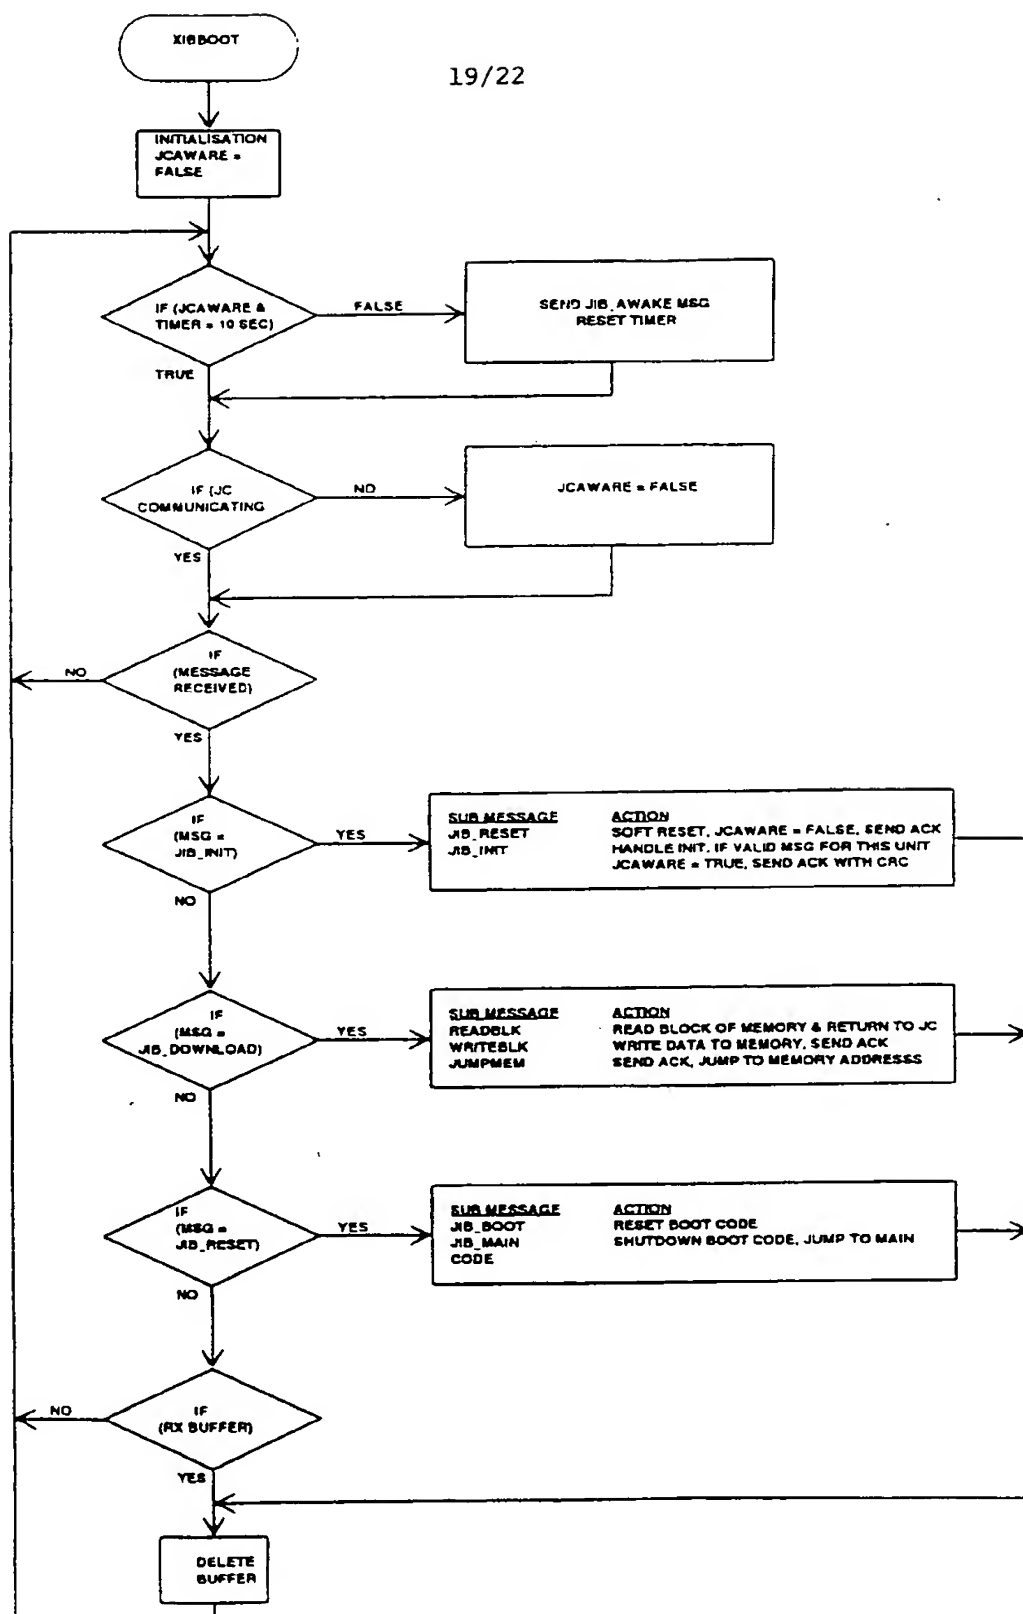 XIBBOOT
19/22
INITIALISATION
JCAWARE =
FALSE
IF (JCAWARE &
TIMER = 10 SEC)
FALSE
SEND JIB_AWAKE MSG
RESET TIMER
TRUE
IF (JC
COMMUNICATING
NO
JCAWARE = FALSE
YES
IF
(MESSAGE
RECEIVED)
NO
YES
IF
(MSG =
JIB_INIT)
YES
SUB MESSAGE ACTION
JIB_RESET SOFT RESET, JCAWARE = FALSE, SEND ACK
JIB_INIT HANDLE INIT, IF VALID MSG FOR THIS UNIT
JCAWARE = TRUE, SEND ACK WITH CRC
NO
IF
(MSG =
JIB_DOWNLOAD)
YES
SUB MESSAGE ACTION
READBLK READ BLOCK OF MEMORY & RETURN TO JC
WRITEBLK WRITE DATA TO MEMORY, SEND ACK
JUMPMEM SEND ACK, JUMP TO MEMORY ADDRESSS
NO
IF
(MSG =
JIB_RESET)
YES
SUB MESSAGE ACTION
JIB_BOOT RESET BOOT CODE
JIB_MAIN SHUTDOWN BOOT CODE, JUMP TO MAIN
CODE
NO
IF
(RX BUFFER)
NO
YES
DELETE
BUFFER